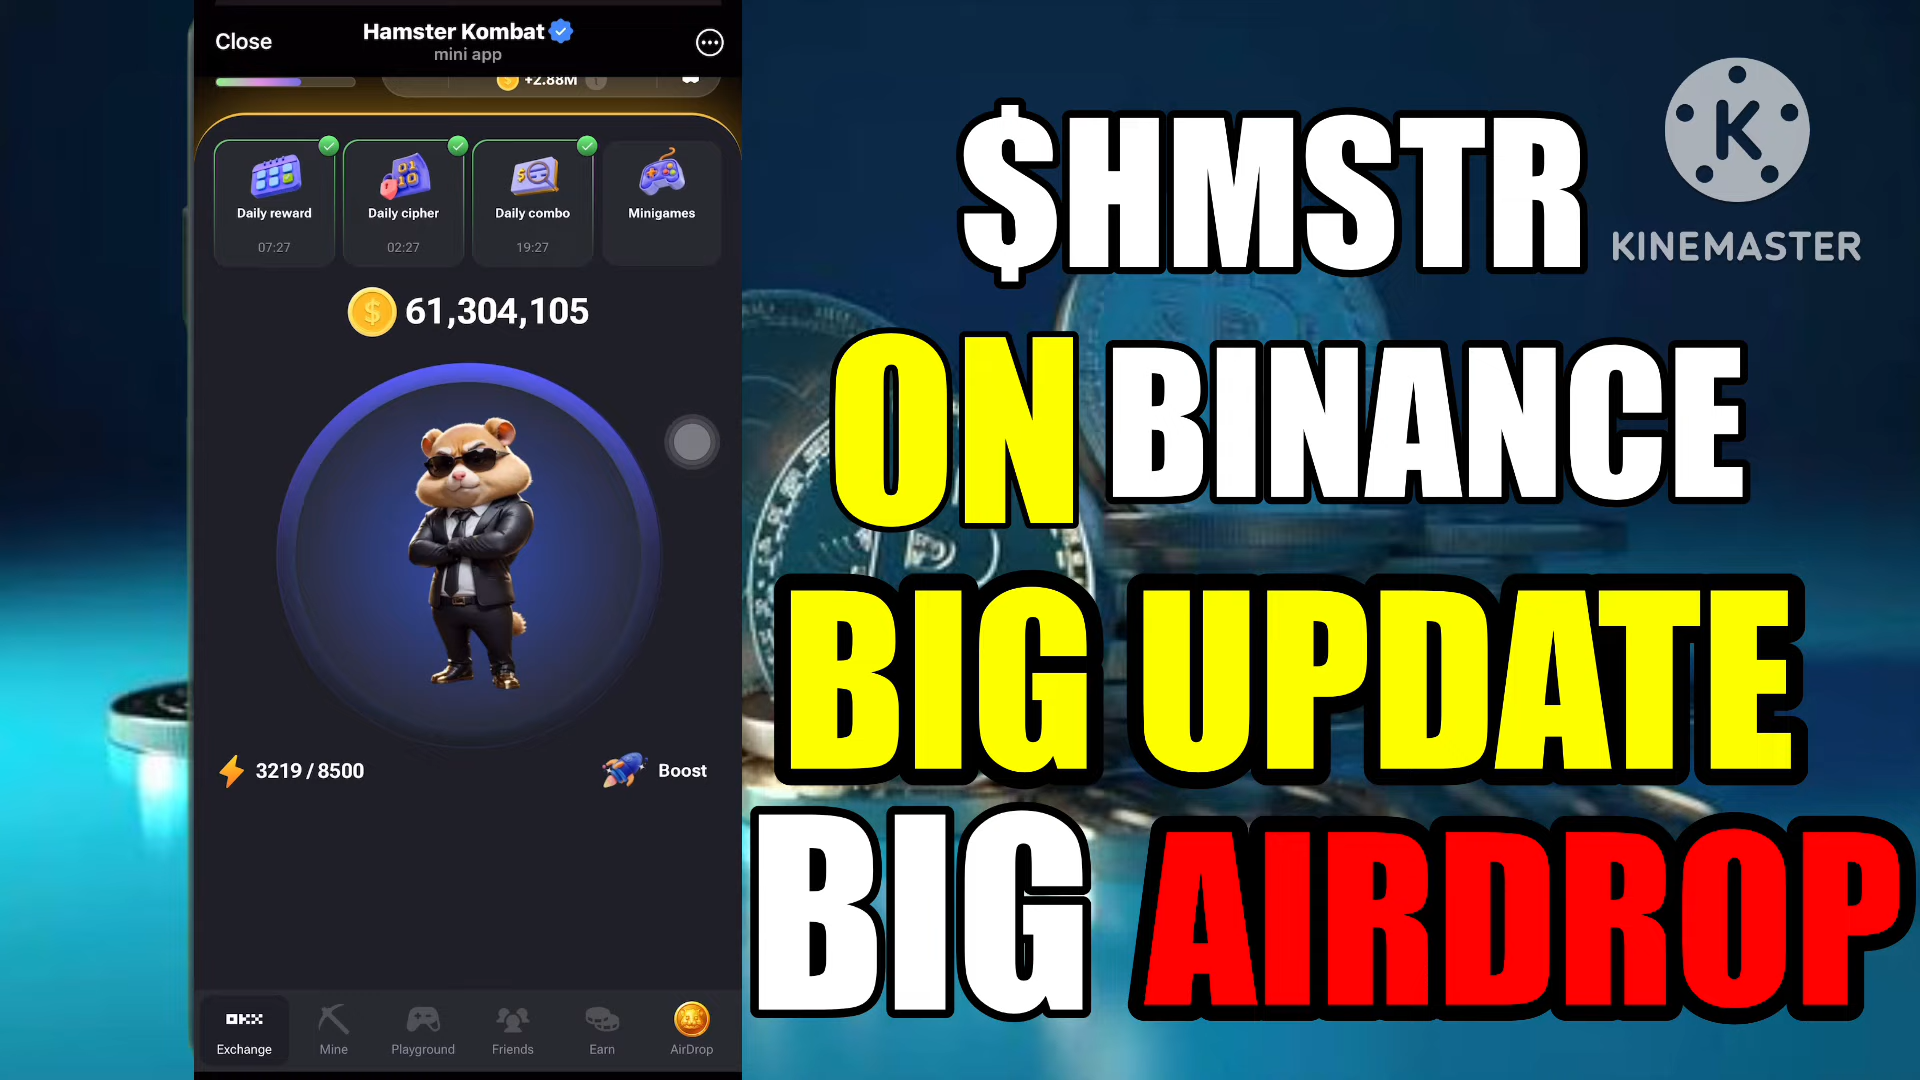 Close
Hamster Kombat
mini app
+2.88M
Daily reward
07:27
Daily cipher
02:27
Daily combo
19:27
Minigames
61,304,105
3219 / 8500
Boost
OKX
Exchange
Mine
Playground
Friends
Earn
AirDrop
$HMSTR
ON BINANCE
BIG UPDATE
BIG AIRDROP
K
KINEMASTER